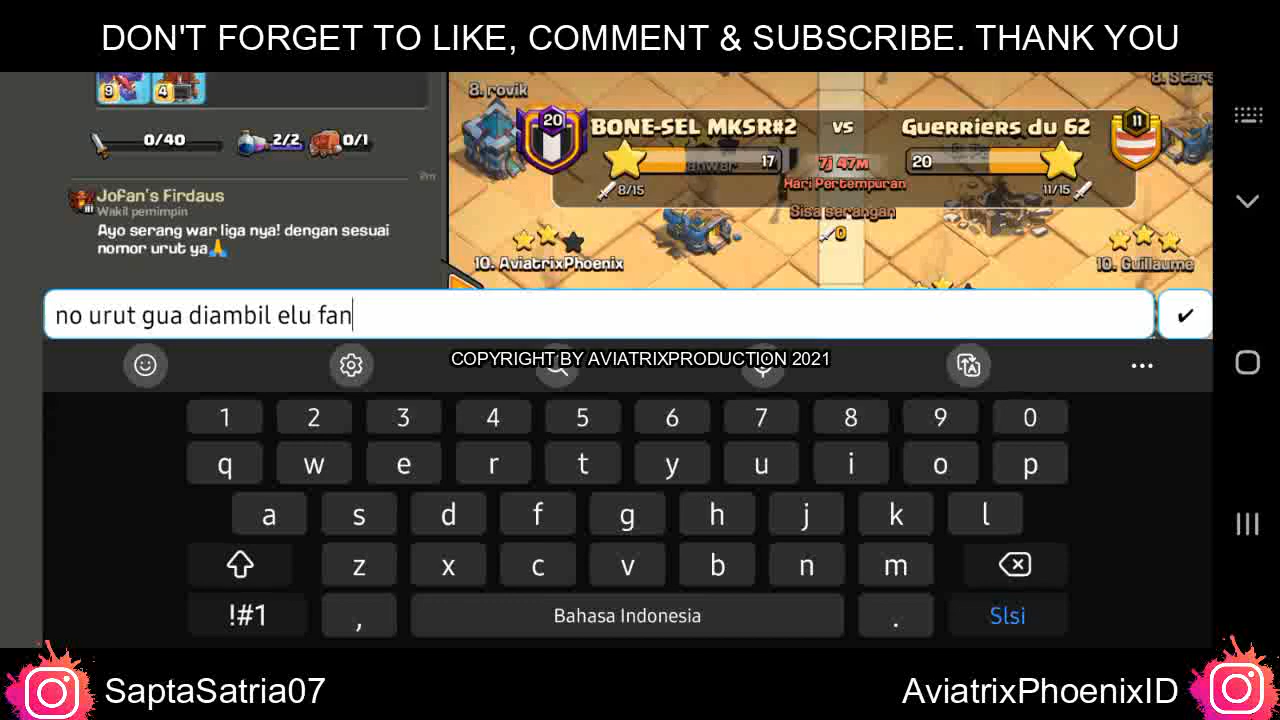 DON'T FORGET TO LIKE, COMMENT & SUBSCRIBE. THANK YOU
9 4
0/40 2/2 0/1
2m
JoFan's Firdaus
Wakil pemimpin
Ayo serang war liga nya! dengan sesuai
nomor urut ya🙏
8. rovik
8. Stars
20 BONE-SEL MKSR#2 vs Guerriers du 62 11
anwar 17 7j 47m 20
8/15 Hari Pertempuran 11/15
Sisa serangan
0
10. AviatrixPhoenix
10. Guillaume
no urut gua diambil elu fan
✔
COPYRIGHT BY AVIATRIXPRODUCTION 2021
1 2 3 4 5 6 7 8 9 0
q w e r t y u i o p
a s d f g h j k l
z x c v b n m
!#1 , Bahasa Indonesia . Slsi
SaptaSatria07
AviatrixPhoenixID